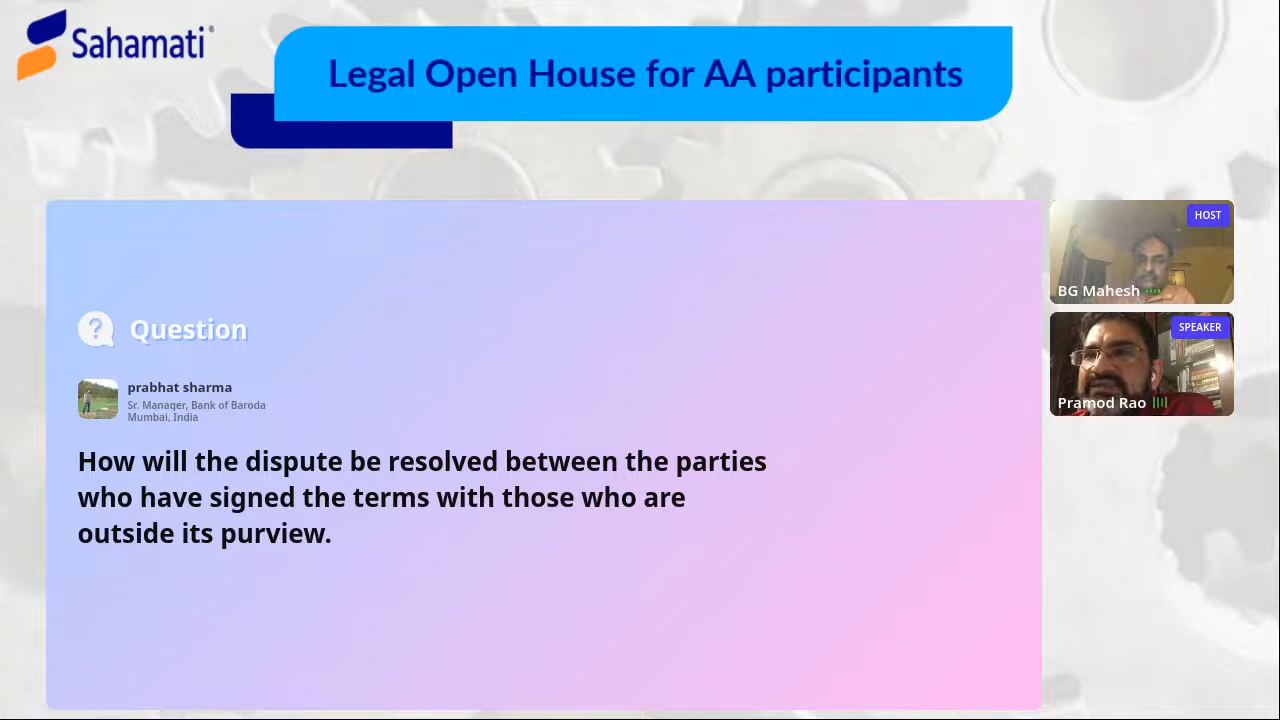 Sahamati®
Legal Open House for AA participants
HOST
BG Mahesh
SPEAKER
Pramod Rao
Question
prabhat sharma
Sr. Manager, Bank of Baroda
Mumbai, India
How will the dispute be resolved between the parties
who have signed the terms with those who are
outside its purview.